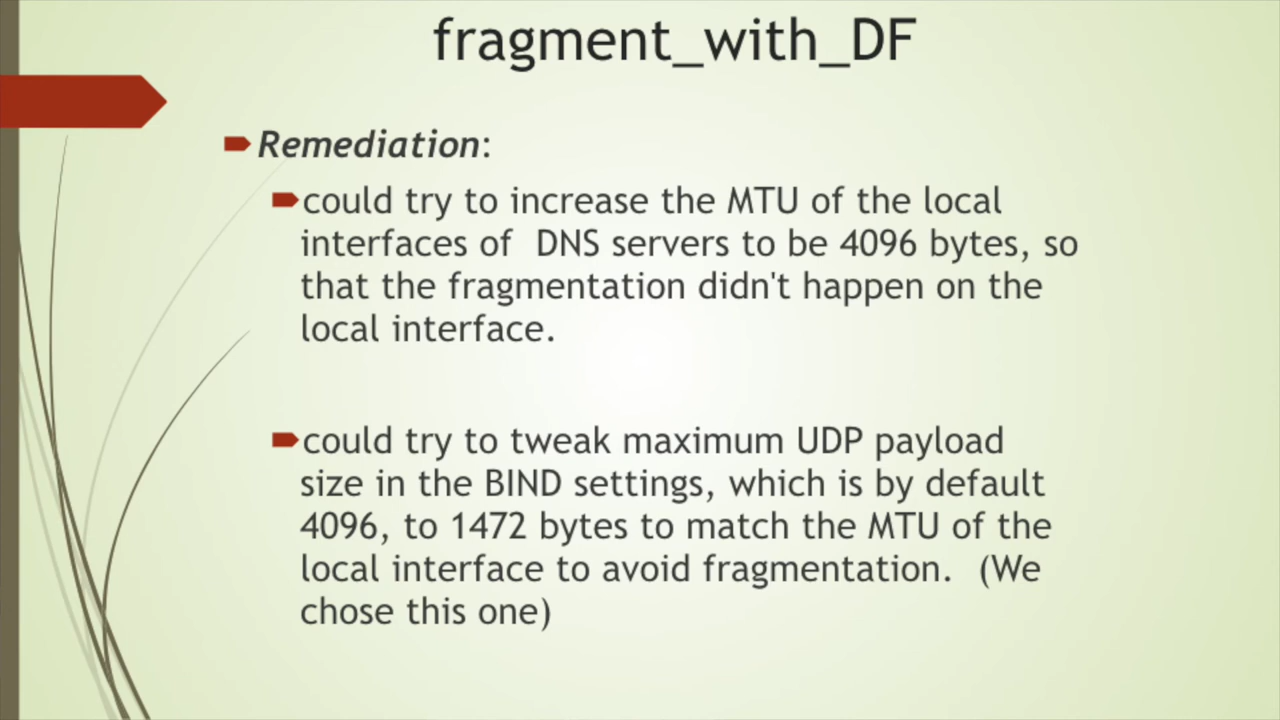 fragment_with_DF
Remediation:
could try to increase the MTU of the local
interfaces of  DNS servers to be 4096 bytes, so
that the fragmentation didn't happen on the
local interface.
could try to tweak maximum UDP payload
size in the BIND settings, which is by default
4096, to 1472 bytes to match the MTU of the
local interface to avoid fragmentation.  (We
chose this one)